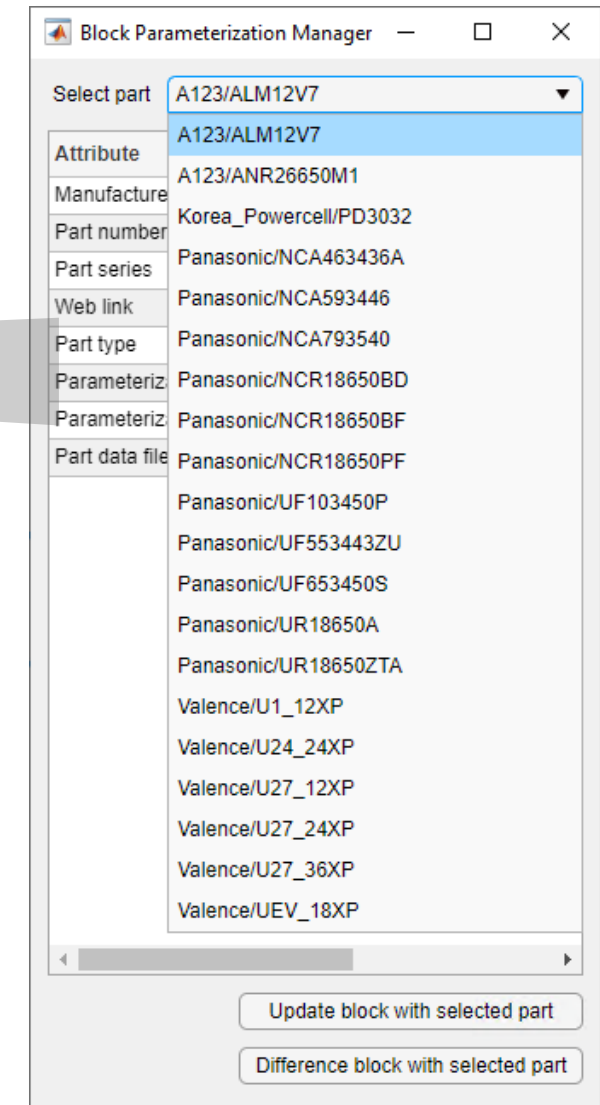 Block Parameterization Manager
Select part A123/ALM12V7
Attribute
Manufacture
Part number
Part series
Web link
Part type
Parameteriz
Parameteriz
Part data file
A123/ALM12V7
A123/ANR26650M1
Korea_Powercell/PD3032
Panasonic/NCA463436A
Panasonic/NCA593446
Panasonic/NCA793540
Panasonic/NCR18650BD
Panasonic/NCR18650BF
Panasonic/NCR18650PF
Panasonic/UF103450P
Panasonic/UF553443ZU
Panasonic/UF653450S
Panasonic/UR18650A
Panasonic/UR18650ZTA
Valence/U1_12XP
Valence/U24_24XP
Valence/U27_12XP
Valence/U27_24XP
Valence/U27_36XP
Valence/UEV_18XP
Update block with selected part
Difference block with selected part